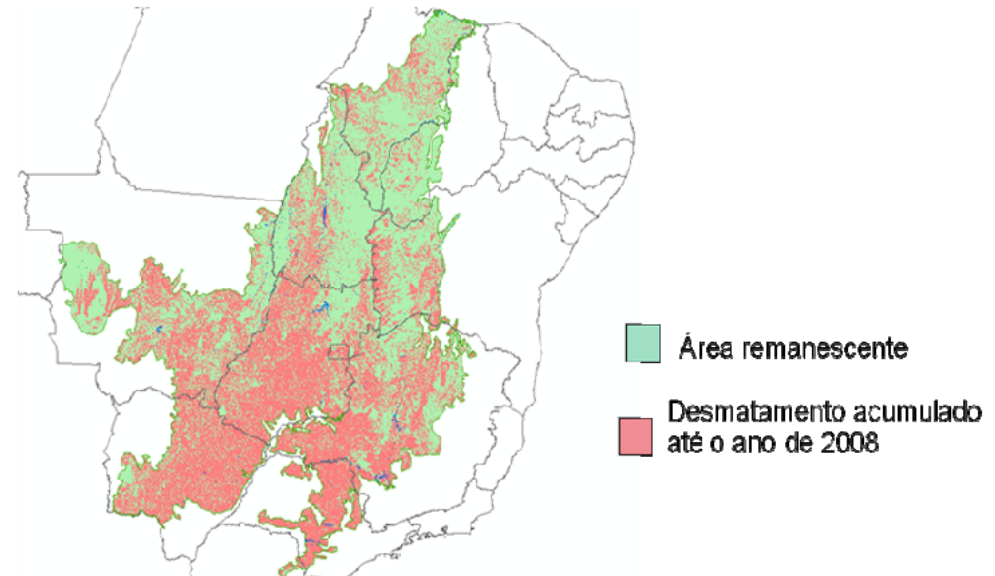 Área remanescente
Desmatamento acumulado
até o ano de 2008